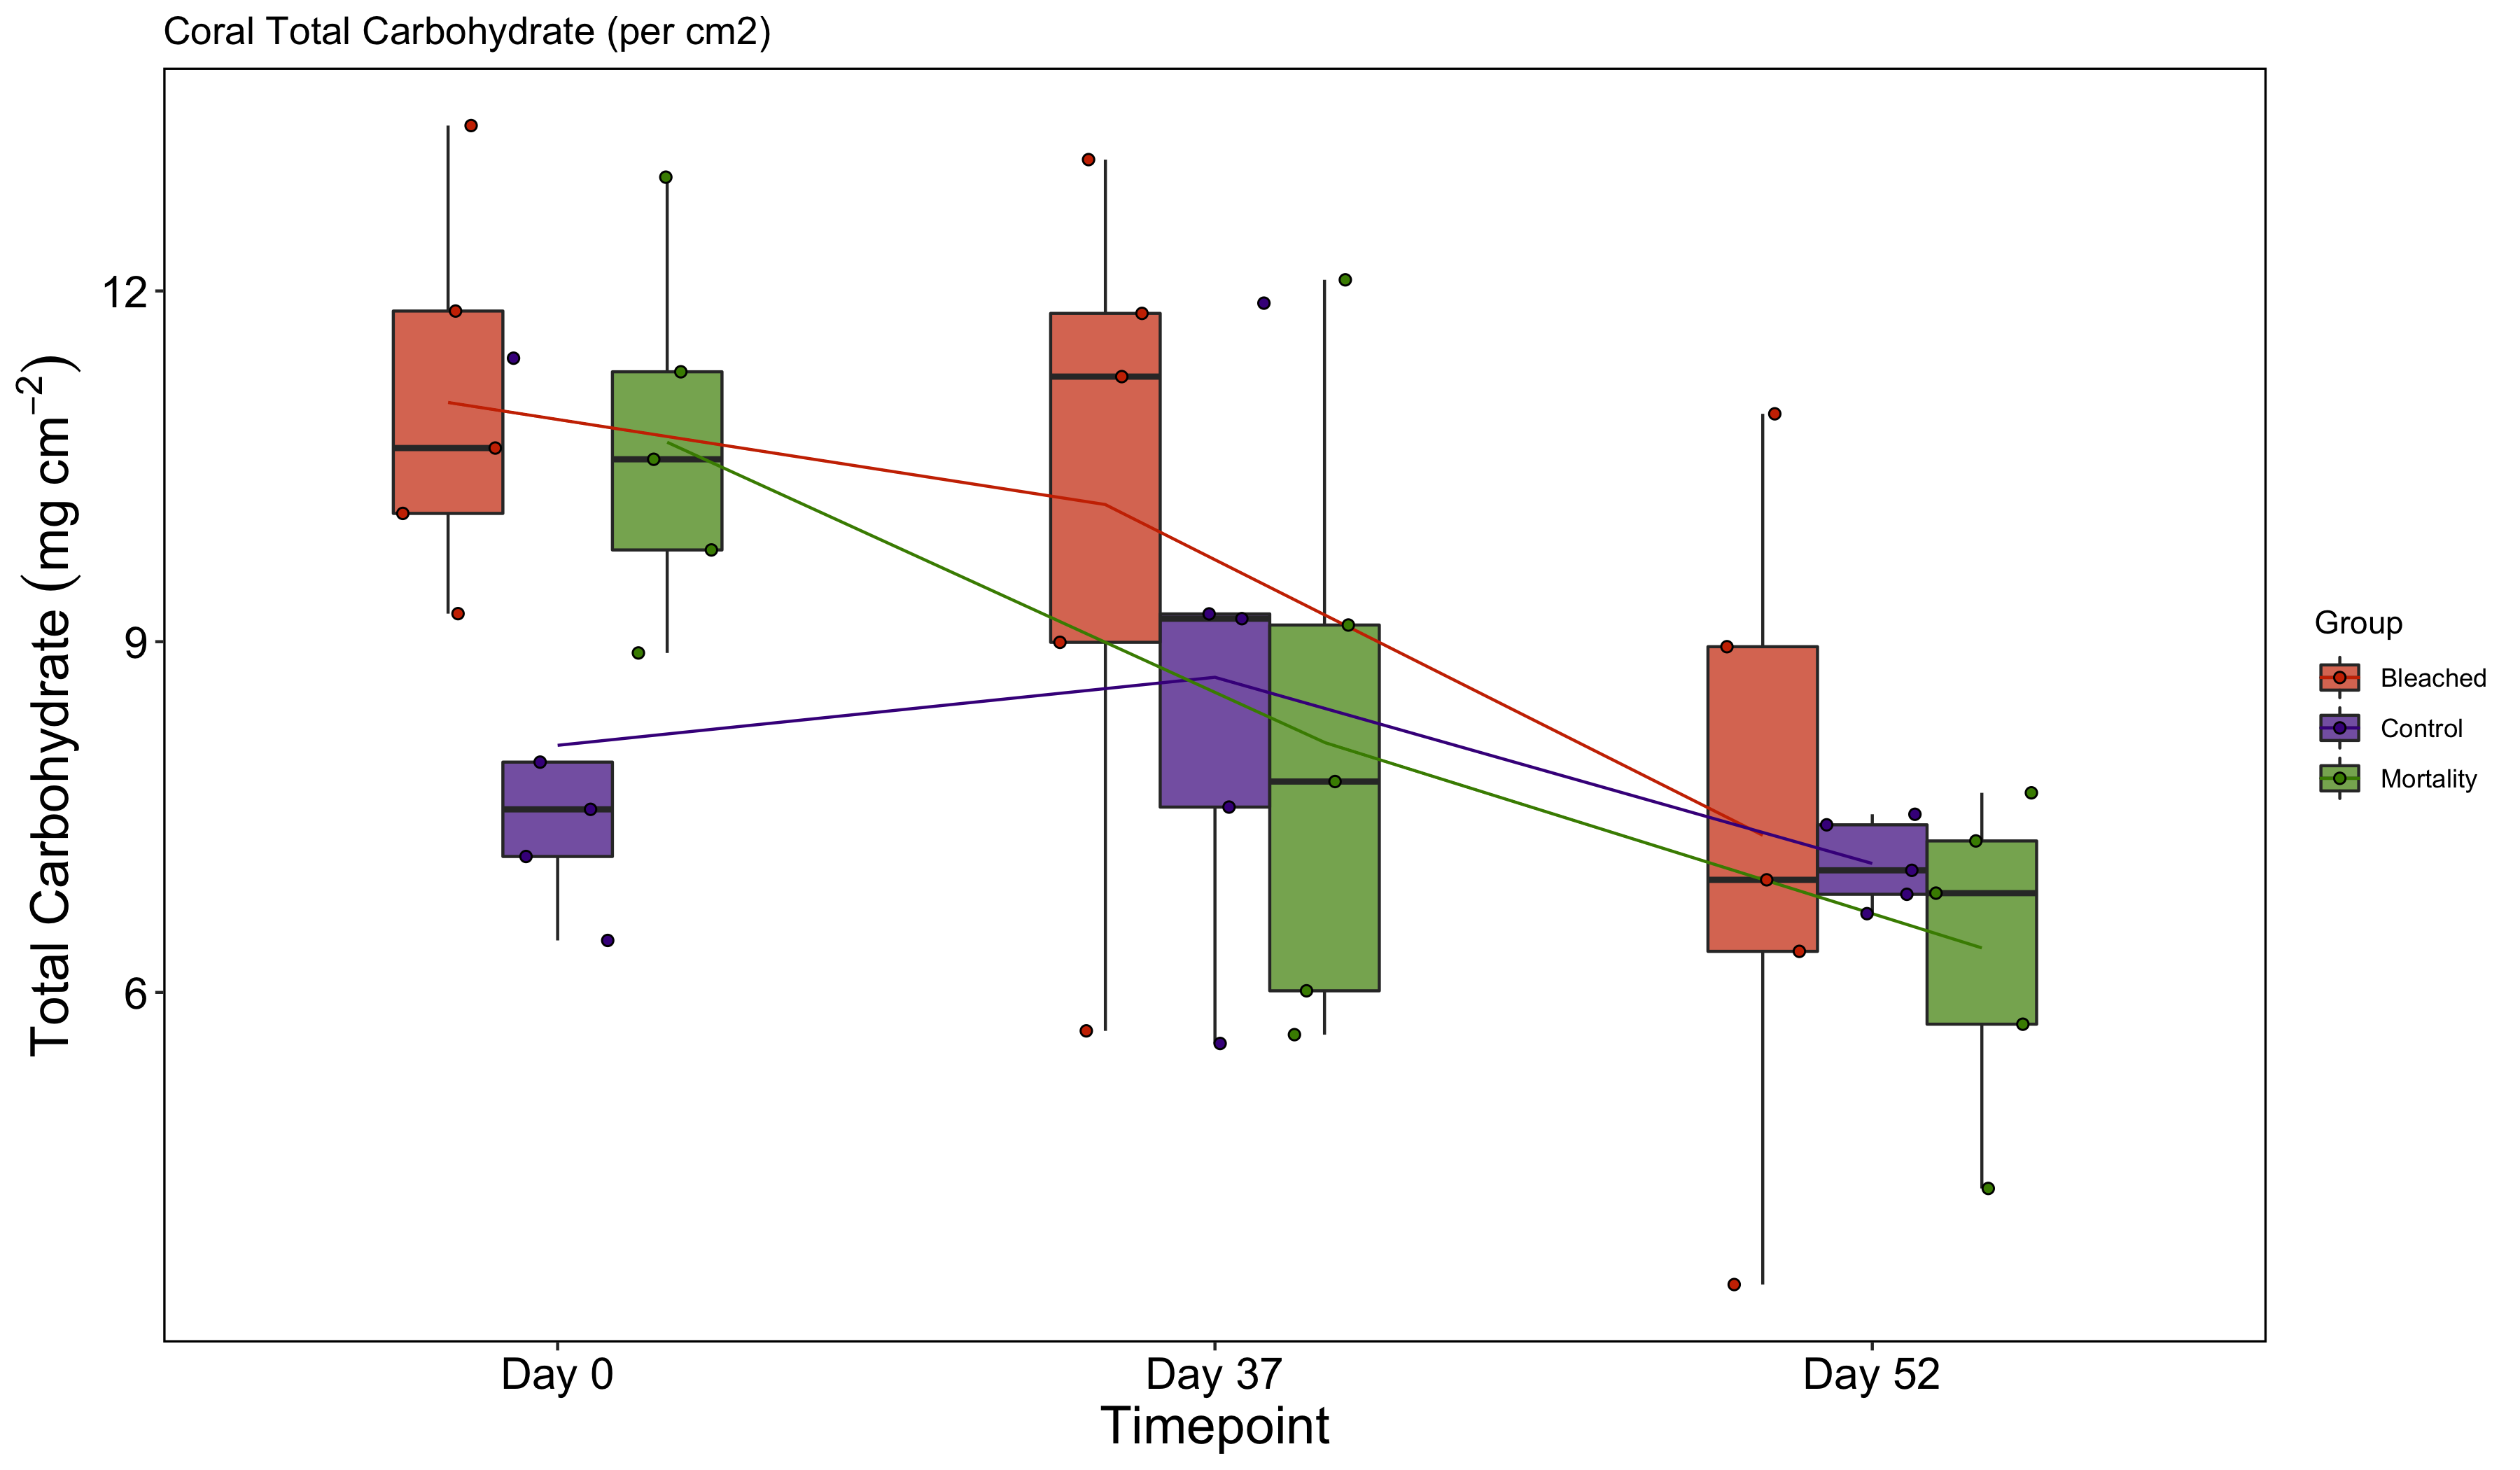 Coral Total Carbohydrate (per cm2)
Total Carbohydrate (mg cm⁻²)
12
9
6
Day 0
Day 37
Day 52
Timepoint
Group
Bleached
Control
Mortality